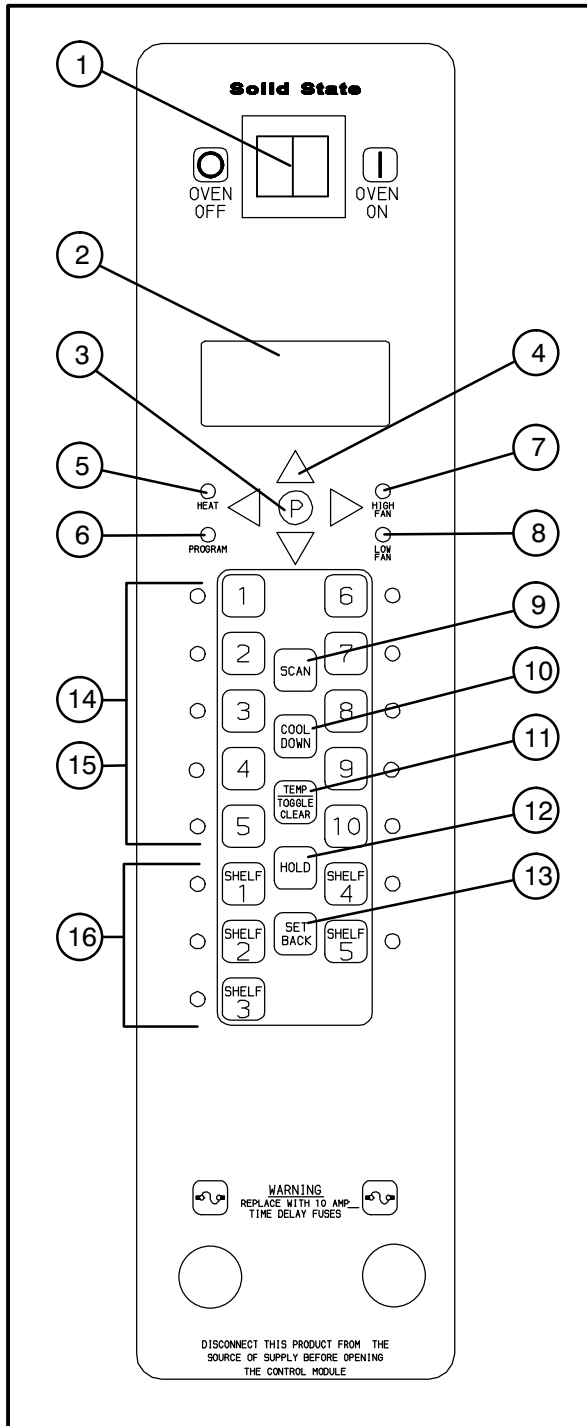 1
Solid State
OVEN OFF
OVEN ON
2
3
4
5
HEAT
P
HIGH FAN
7
6
PROGRAM
LOW FAN
8
1
6
9
2
SCAN
7
14
3
COOL DOWN
8
10
15
4
TEMP
TOGGLE
CLEAR
9
11
5
HOLD
10
12
16
SHELF 1
SET BACK
SHELF 4
13
SHELF 2
SHELF 5
SHELF 3
WARNING
REPLACE WITH 10 AMP
TIME DELAY FUSES
DISCONNECT THIS PRODUCT FROM THE
SOURCE OF SUPPLY BEFORE OPENING
THE CONTROL MODULE